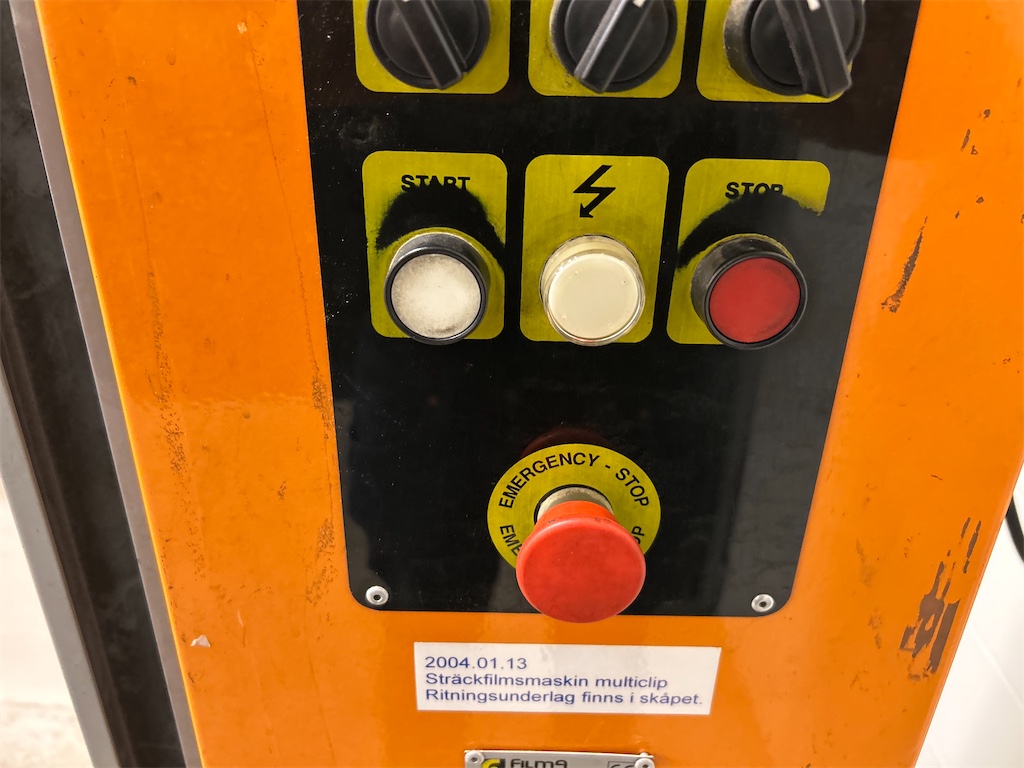 START
STOP
EMERGENCY - STOP
2004.01.13
Sträckfilmsmaskin multiclip
Ritningsunderlag finns i skåpet.